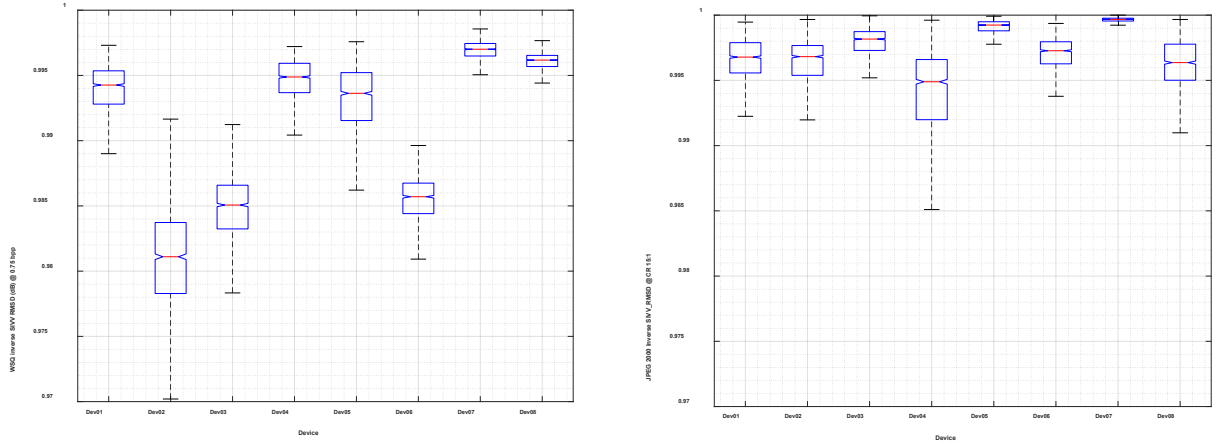 1
0.995
0.99
0.985
0.98
0.975
0.97
WSQ inverse SIVV RMSD (dB) @ 0.75 bpp
Dev01 Dev02 Dev03 Dev04 Dev05 Dev06 Dev07 Dev08
Device
1
0.995
0.99
0.985
0.98
0.975
0.97
JPEG 2000 Inverse SIVV_RMSD @ CR 15:1
Dev01 Dev02 Dev03 Dev04 Dev05 Dev06 Dev07 Dev08
Device